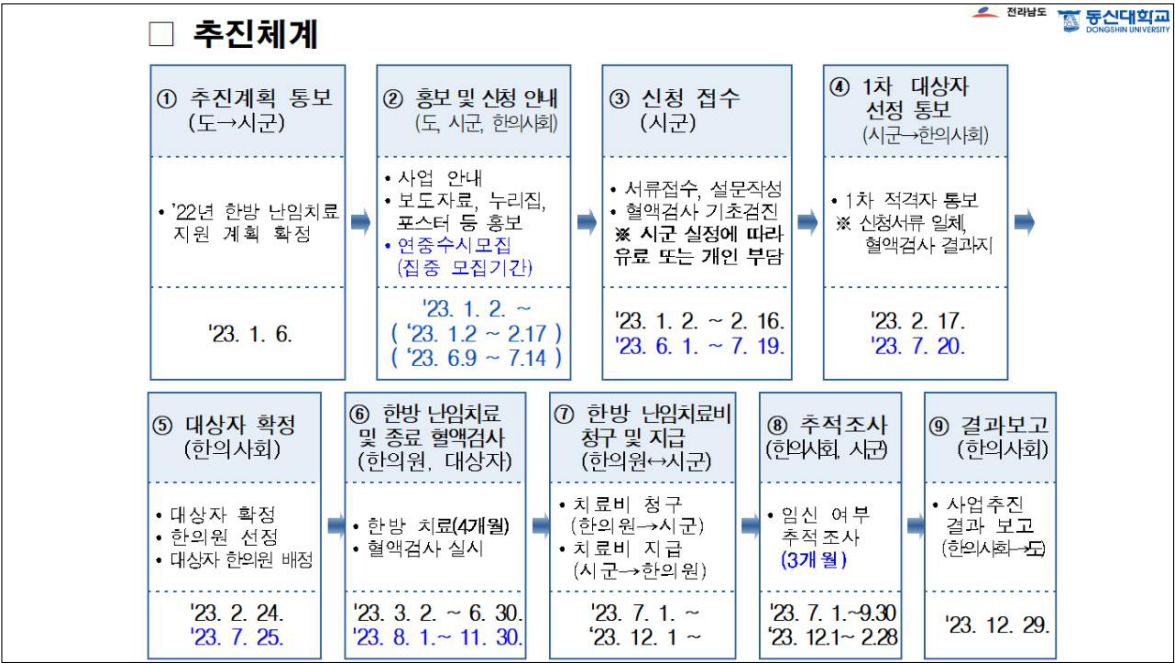 전라남도
동신대학교
DONGSHIN UNIVERSITY
□ 추진체계
① 추진계획 통보
(도→시군)
• '22년 한방 난임치료
지원 계획 확정
'23. 1. 6.
② 홍보 및 신청 안내
(도, 시군, 한의사회)
• 사업 안내
• 보도자료, 누리집,
포스터 등 홍보
• 연중수시모집
(집중 모집기간)
'23. 1. 2. ~
( ‘23. 1.2 ~ 2.17 )
( ‘23. 6.9 ~ 7.14 )
③ 신청 접수
(시군)
• 서류접수, 설문작성
• 혈액검사 기초검진
※ 시군 실정에 따라
유료 또는 개인 부담
'23. 1. 2. ~ 2. 16.
'23. 6. 1. ~ 7. 19.
④ 1차 대상자
선정 통보
(시군→한의사회)
• 1차 적격자 통보
※ 신청서류 일체,
혈액검사 결과지
'23. 2. 17.
'23. 7. 20.
⑤ 대상자 확정
(한의사회)
• 대상자 확정
• 한의원 선정
• 대상자 한의원 배정
'23. 2. 24.
'23. 7. 25.
⑥ 한방 난임치료
및 종료 혈액검사
(한의원, 대상자)
• 한방 치료(4개월)
• 혈액검사 실시
'23. 3. 2. ~ 6. 30.
'23. 8. 1.~ 11. 30.
⑦ 한방 난임치료비
청구 및 지급
(한의원↔시군)
• 치료비 청구
(한의원→시군)
• 치료비 지급
(시군→한의원)
'23. 7. 1. ~
‘23. 12. 1 ~
⑧ 추적조사
(한의사회, 시군)
• 임신 여부
추적조사
(3개월)
'23. 7. 1.~9.30
‘23. 12.1~ 2.28
⑨ 결과보고
(한의사회)
• 사업추진
결과 보고
(한의사회→도)
'23. 12. 29.